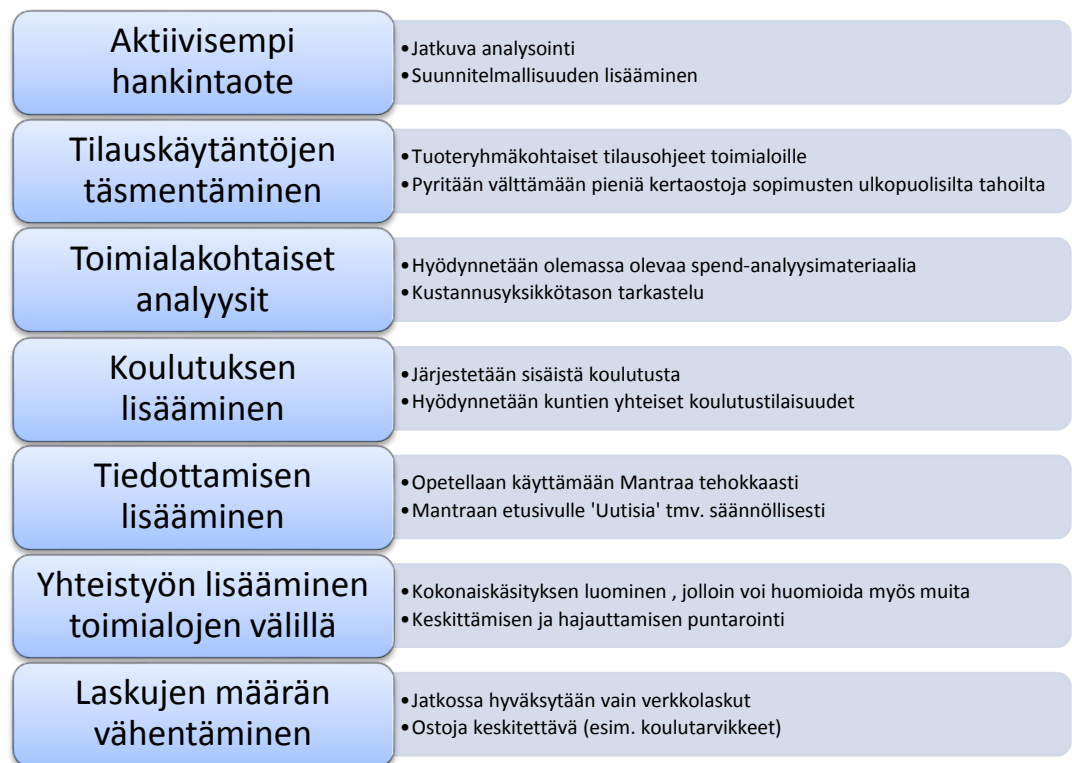 Aktiivisempi
hankintaote
•Jatkuva analysointi
•Suunnitelmallisuuden lisääminen
Tilauskäytäntöjen
täsmentäminen
•Tuoteryhmäkohtaiset tilausohjeet toimialoille
•Pyritään välttämään pieniä kertaostoja sopimusten ulkopuolisilta tahoilta
Toimialakohtaiset
analyysit
•Hyödynnetään olemassa olevaa spend-analyysimateriaalia
•Kustannusyksikkötason tarkastelu
Koulutuksen
lisääminen
•Järjestetään sisäistä koulutusta
•Hyödynnetään kuntien yhteiset koulutustilaisuudet
Tiedottamisen
lisääminen
•Opetellaan käyttämään Mantraa tehokkaasti
•Mantraan etusivulle 'Uutisia' tmv. säännöllisesti
Yhteistyön lisääminen
toimialojen välillä
•Kokonaiskäsityksen luominen , jolloin voi huomioida myös muita
•Keskittämisen ja hajauttamisen puntarointi
Laskujen määrän
vähentäminen
•Jatkossa hyväksytään vain verkkolaskut
•Ostoja keskitettävä (esim. koulutarvikkeet)